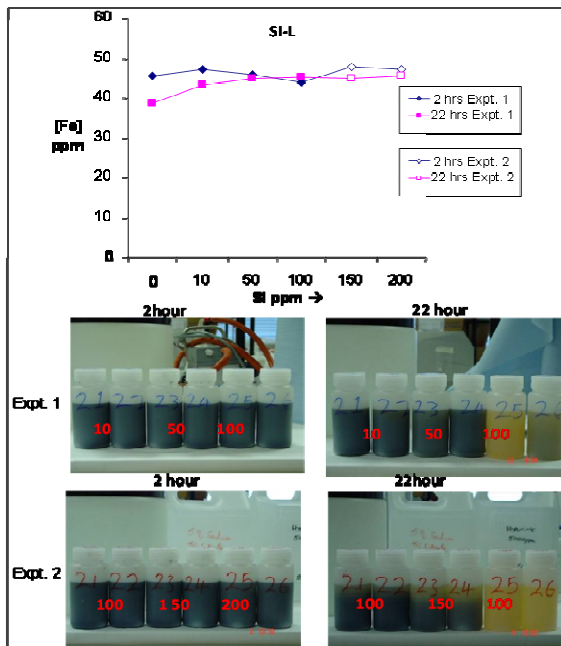 SI-L
60
50
40
30
20
10
0
[Fe]
ppm
0 10 50 100 150 200
SI ppm →
2 hrs Expt. 1
22 hrs Expt. 1
2 hrs Expt. 2
22 hrs Expt. 2
2hour
22 hour
Expt. 1
21 22 23 24 25 26
10 50 100
21 22 23 24 25 26
10 50 100
2 hour
22hour
Expt. 2
21 22 23 24 25 26
100 150 200
21 22 23 24 25 26
100 150 100